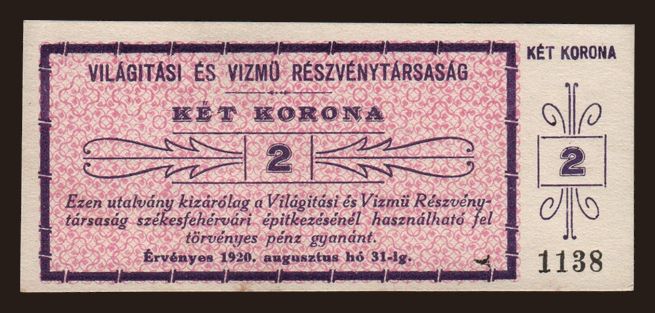 VILÁGITÁSI ÉS VIZMÜ RÉSZVÉNYTÁRSASÁG
KÉT KORONA
2
Ezen utalvány kizárólag a Világitási és Vizmü Részvény-
társaság székesfehérvári épitkezésénél használható fel
törvényes pénz gyanánt.
Érvényes 1920. augusztus hó 31-ig.
KÉT KORONA
2
1138